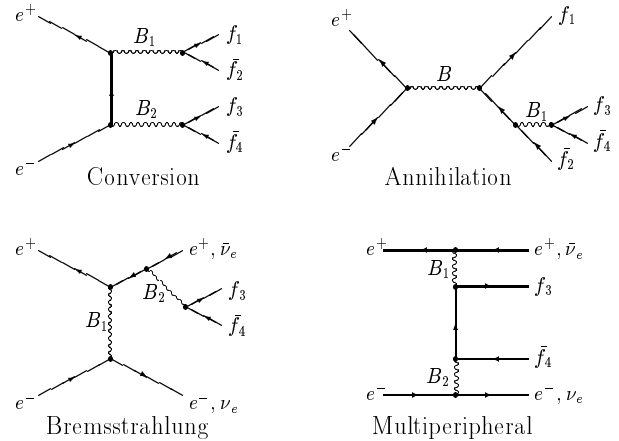 e⁺
B₁
f₁
f̄₂
B₂
f₃
f̄₄
e⁻
Conversion
e⁺
f₁
B
B₁
f₃
f̄₄
f̄₂
e⁻
Annihilation
e⁺
e⁺, ν̄ₑ
B₂
f₃
f̄₄
B₁
e⁻
e⁻, νₑ
Bremsstrahlung
e⁺
e⁺, ν̄ₑ
B₁
f₃
f̄₄
B₂
e⁻
e⁻, νₑ
Multiperipheral